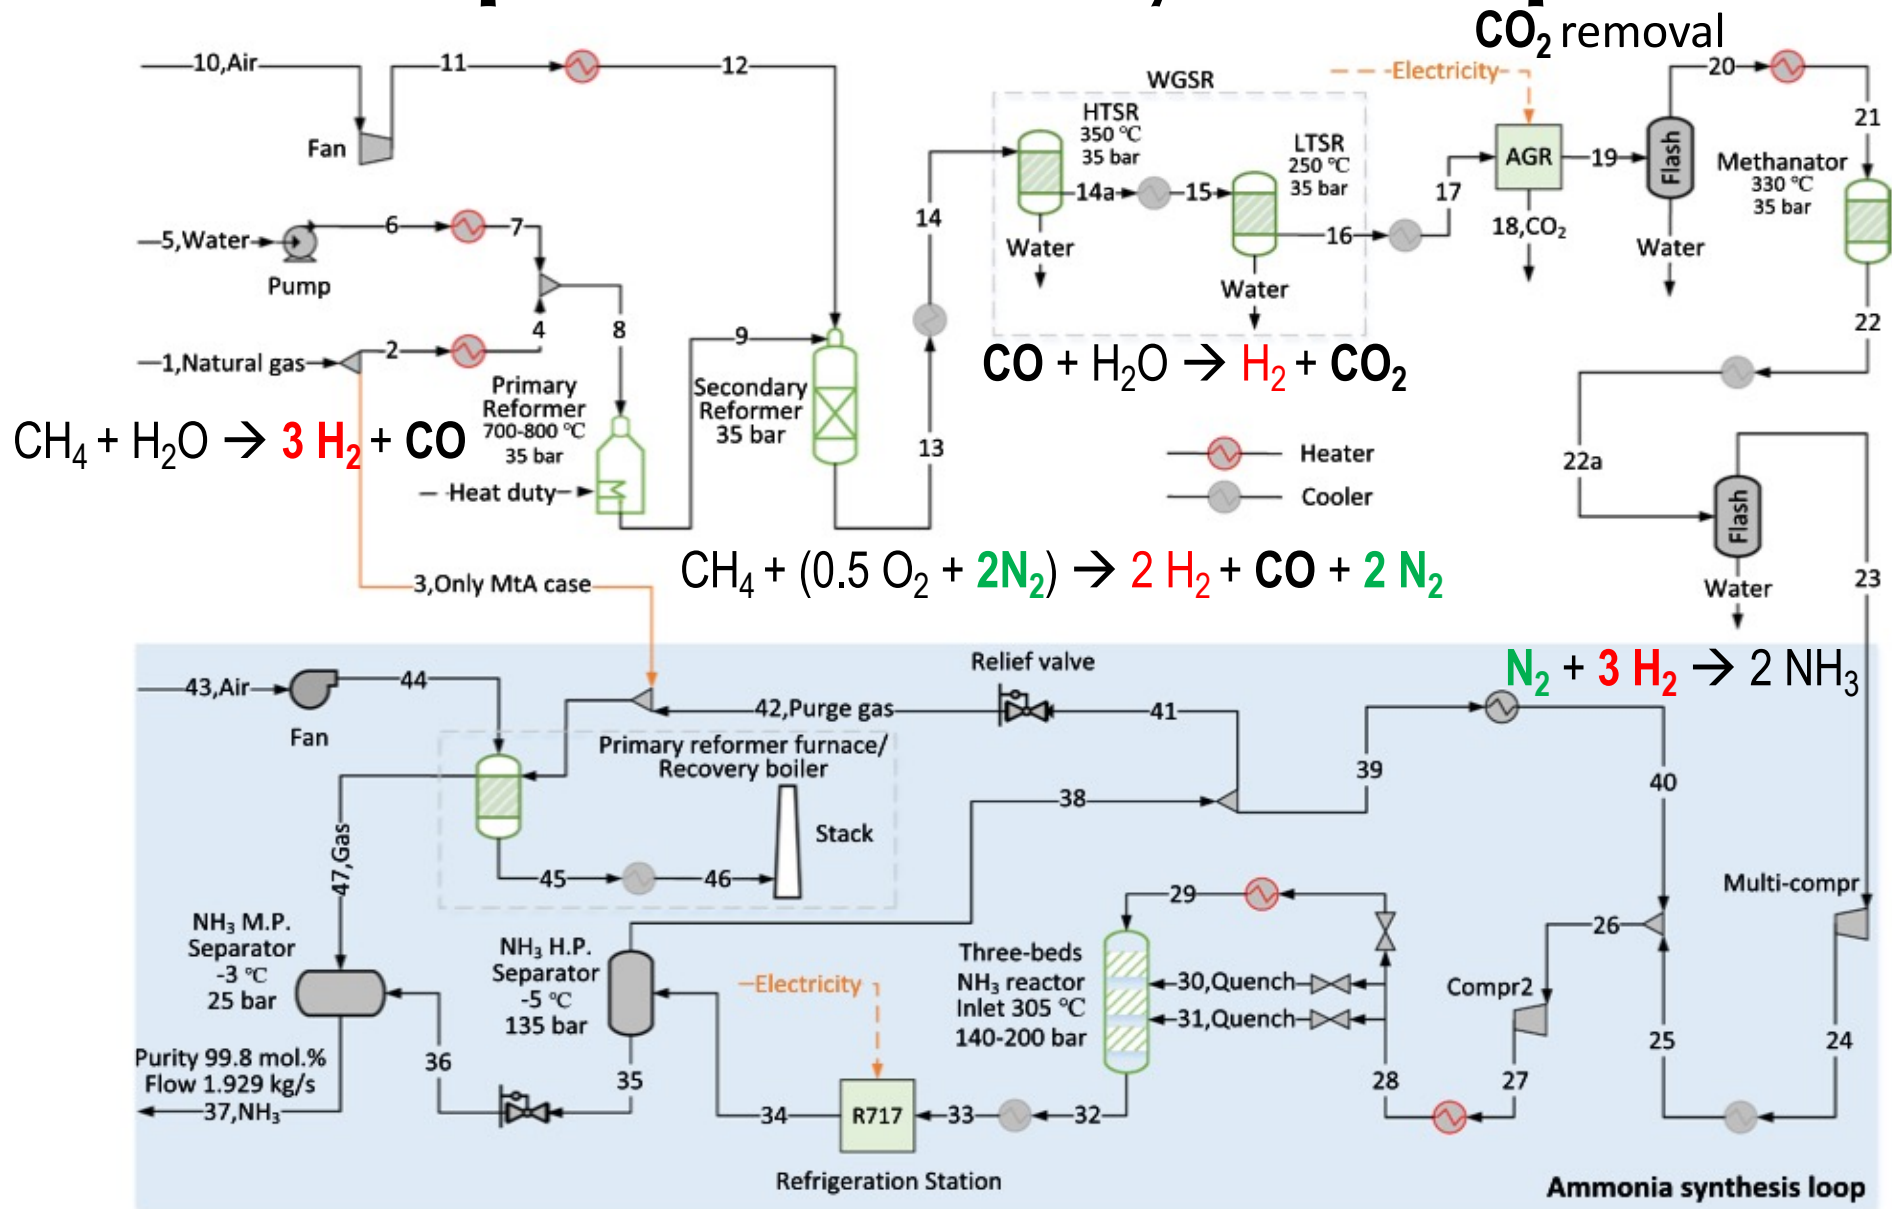 CO₂ removal
10,Air
11
12
Fan
5,Water
6
7
Pump
1,Natural gas
2
4
8
9
Primary
Reformer
700-800 ℃
35 bar
Heat duty
Secondary
Reformer
35 bar
13
14
CH₄ + H₂O → 3 H₂ + CO
WGSR
HTSR
350 ℃
35 bar
14a
15
Water
LTSR
250 ℃
35 bar
16
Water
CO + H₂O → H₂ + CO₂
Electricity
17
AGR
18,CO₂
19
Flash
Water
20
21
Methanator
330 ℃
35 bar
22
22a
Flash
Water
23
Heater
Cooler
3,Only MtA case
CH₄ + (0.5 O₂ + 2N₂) → 2 H₂ + CO + 2 N₂
N₂ + 3 H₂ → 2 NH₃
43,Air
44
Fan
Relief valve
42,Purge gas
41
Primary reformer furnace/
Recovery boiler
Stack
45
46
47,Gas
38
39
40
NH₃ M.P.
Separator
-3 ℃
25 bar
NH₃ H.P.
Separator
-5 ℃
135 bar
36
35
Purity 99.8 mol.%
Flow 1.929 kg/s
37,NH₃
Electricity
34
R717
33
32
Refrigeration Station
Three-beds
NH₃ reactor
Inlet 305 ℃
140-200 bar
29
30,Quench
31,Quench
28
27
Compr2
26
25
24
Multi-compr
Ammonia synthesis loop